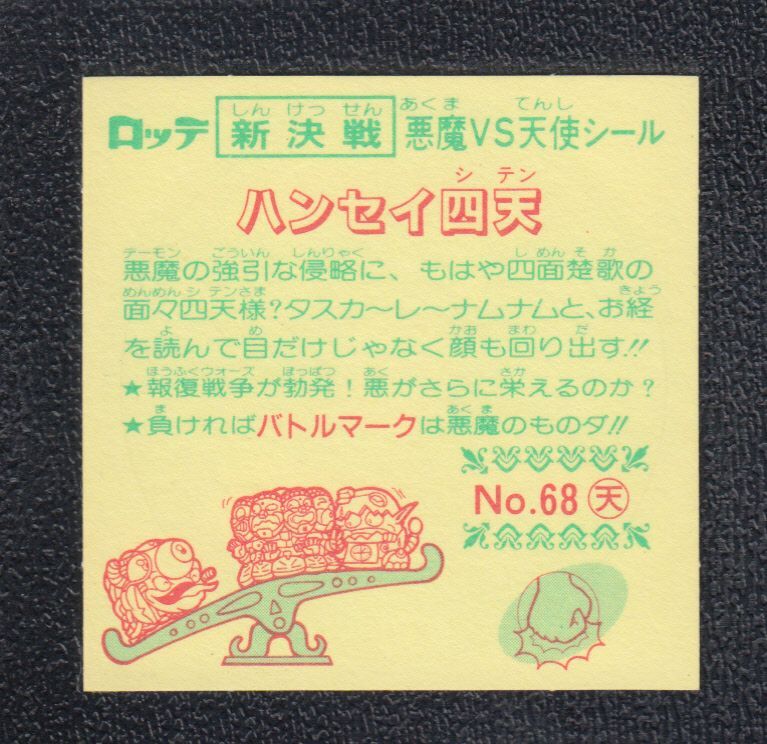 ロッテ 新決戦 悪魔VS天使シール
しん けっ せん あくま てんし
シ テン
ハンセイ四天
デーモン ごういん しんりゃく し めん そ か
悪魔の強引な侵略に、もはや四面楚歌の
めんめん シ テンさま きょう
面々四天様?タスカ〜レ〜ナムナムと、お経
よ め かお まわ だ
を読んで目だけじゃなく顔も回り出す!!
ほうふくウォーズ ぼっぱつ あく さか
★報復戦争が勃発!悪がさらに栄えるのか?
ま あく ま
★負ければバトルマークは悪魔のものダ!!
No.68 天